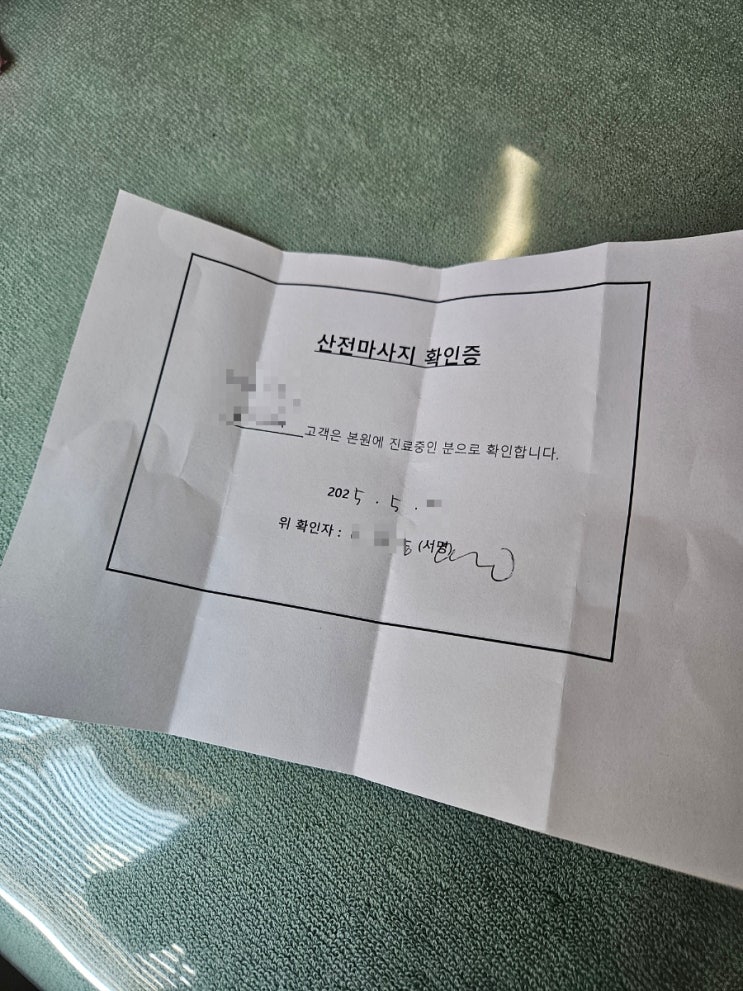 산전마사지 확인증
고객은 본원에 진료중인 분으로 확인합니다.
2025 . 5 .
위 확인자 : (서명)